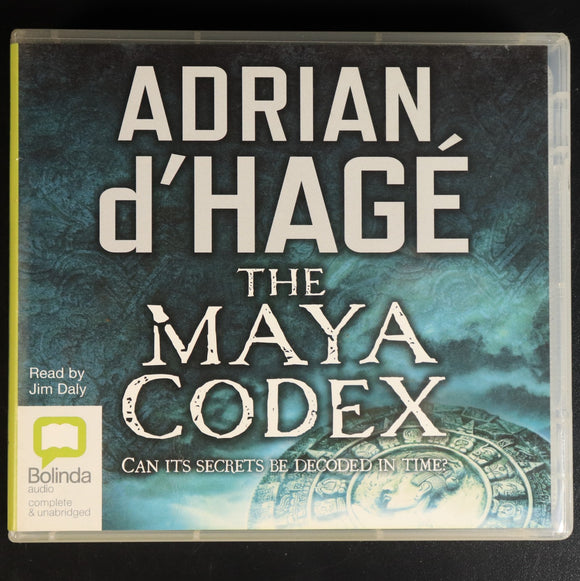 ADRIAN
d'HAGÉ
THE
MAYA
CODEX
CAN ITS SECRETS BE DECODED IN TIME?
Read by
Jim Daly
Bolinda
audio
complete
& unabridged